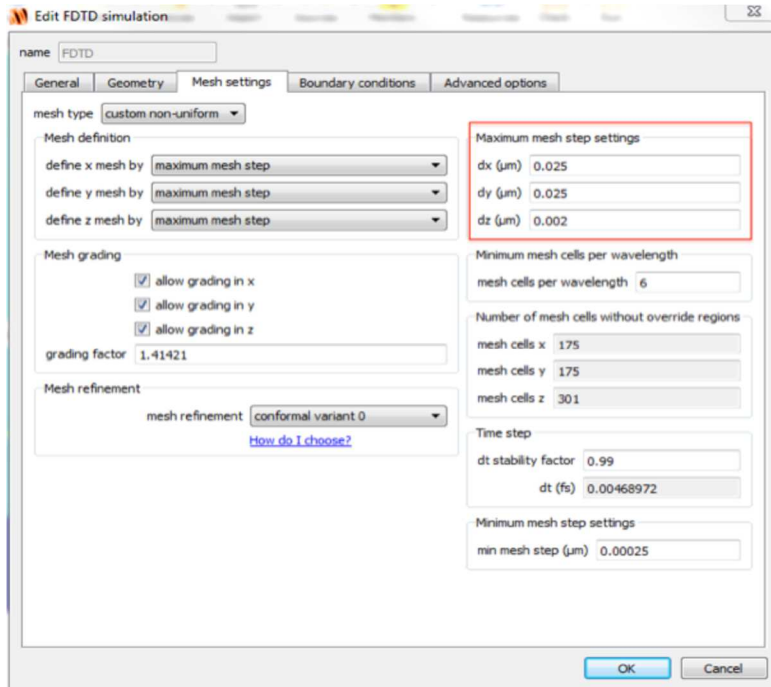 Edit FDTD simulation
name FDTD
General Geometry Mesh settings Boundary conditions Advanced options
mesh type custom non-uniform
Mesh definition
define x mesh by maximum mesh step
define y mesh by maximum mesh step
define z mesh by maximum mesh step
Mesh grading
allow grading in x
allow grading in y
allow grading in z
grading factor 1.41421
Mesh refinement
mesh refinement conformal variant 0
How do I choose?
Maximum mesh step settings
dx (μm) 0.025
dy (μm) 0.025
dz (μm) 0.002
Minimum mesh cells per wavelength
mesh cells per wavelength 6
Number of mesh cells without override regions
mesh cells x 175
mesh cells y 175
mesh cells z 301
Time step
dt stability factor 0.99
dt (fs) 0.00468972
Minimum mesh step settings
min mesh step (μm) 0.00025
OK Cancel